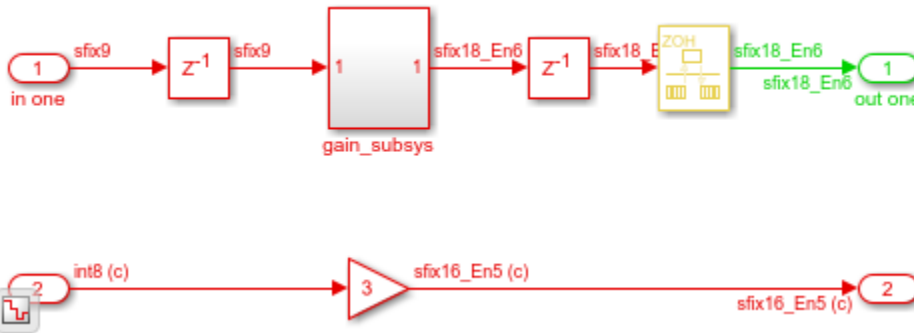 sfix9
sfix9
sfix18_En6
sfix18_E
sfix18_En6
1
Z-1
1
1
Z-1
ZOH
1
sfix18_En6
in one
out one
gain_subsys
int8 (c)
sfix16_En5 (c)
2
3
2
sfix16_En5 (c)